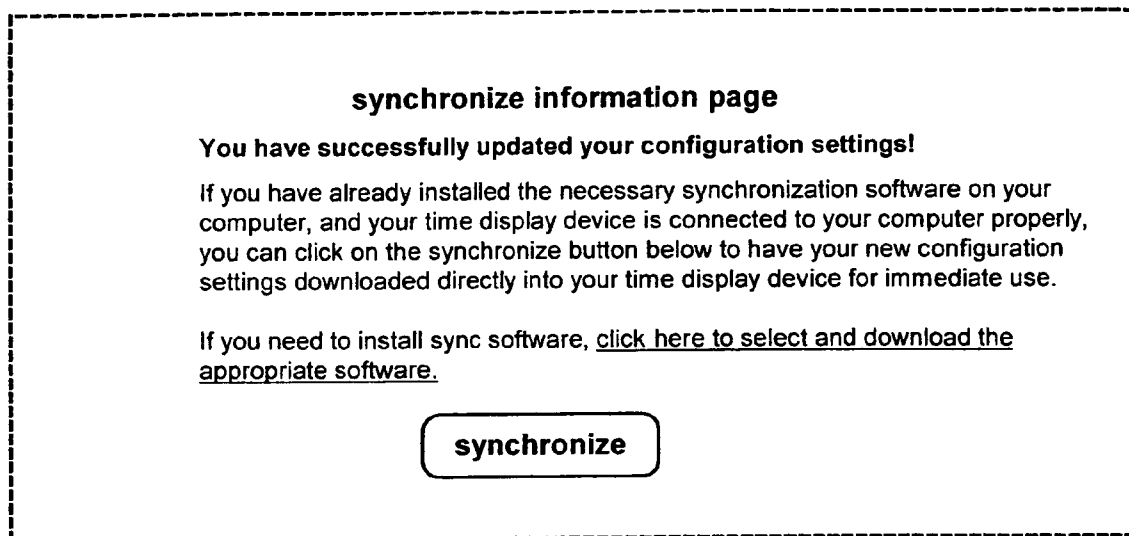 synchronize information page
You have successfully updated your configuration settings!
If you have already installed the necessary synchronization software on your
computer, and your time display device is connected to your computer properly,
you can click on the synchronize button below to have your new configuration
settings downloaded directly into your time display device for immediate use.
If you need to install sync software, click here to select and download the
appropriate software.
synchronize